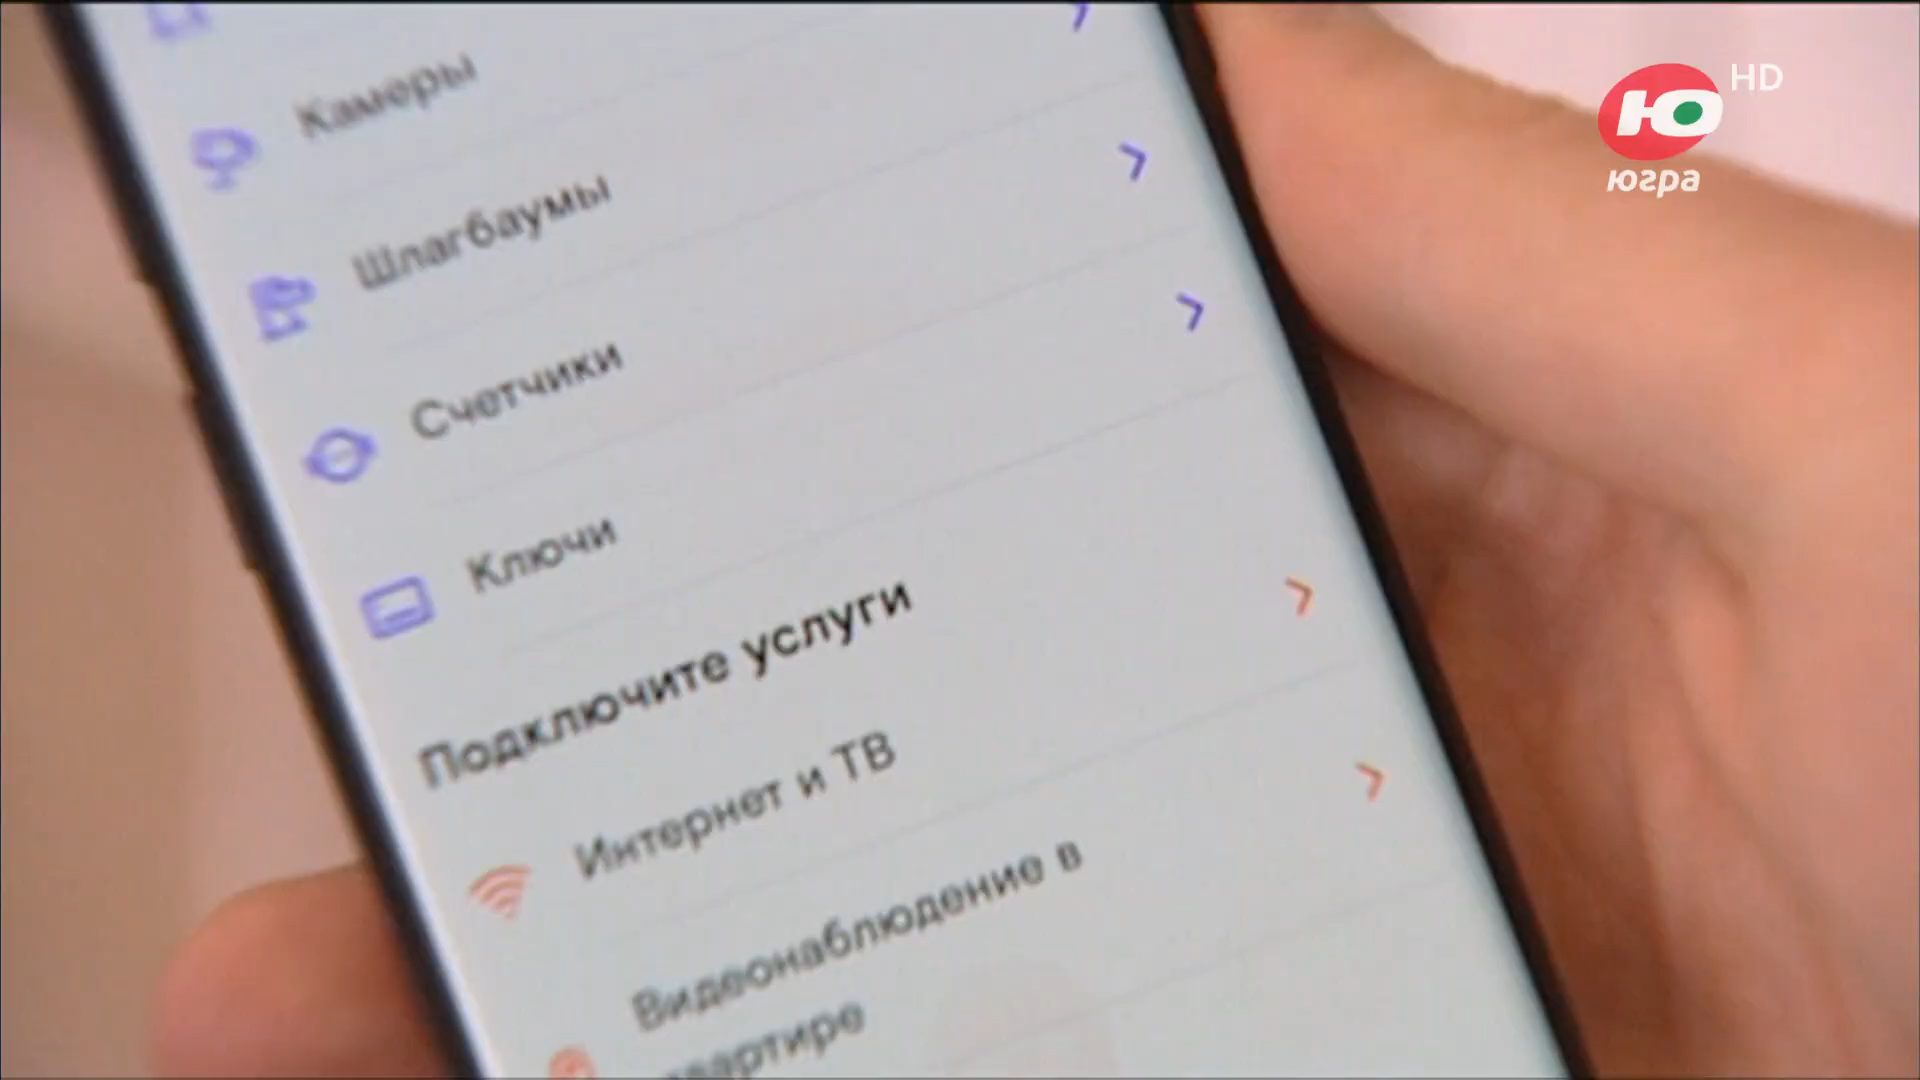 Камеры
Шлагбаумы
Счетчики
Ключи
Подключите услуги
Интернет и ТВ
Видеонаблюдение в
квартире
HD
Ю
югра